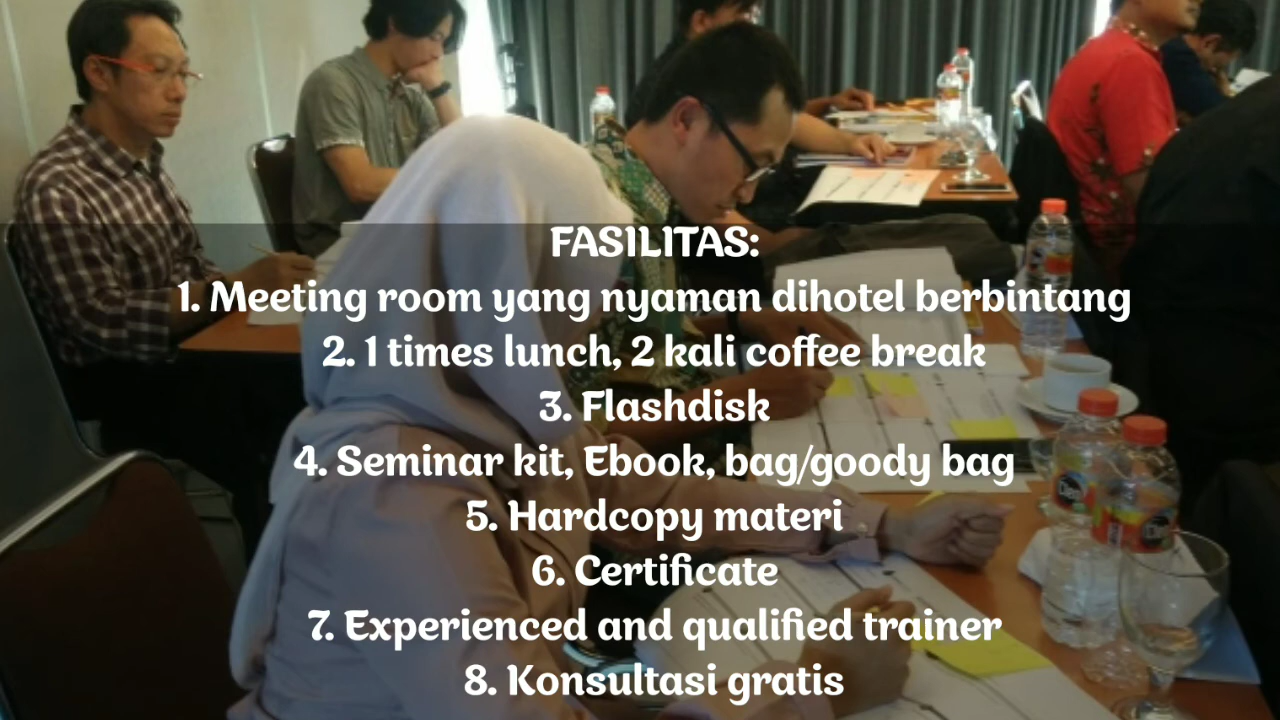 FASILITAS:
1. Meeting room yang nyaman dihotel berbintang
2. 1 times lunch, 2 kali coffee break
3. Flashdisk
4. Seminar kit, Ebook, bag/goody bag
5. Hardcopy materi
6. Certificate
7. Experienced and qualified trainer
8. Konsultasi gratis